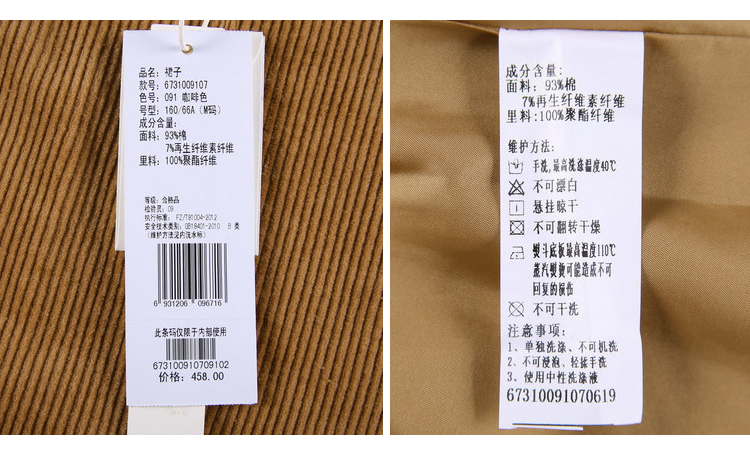 品名：裙子
款号：6731009107
色号：091 咖啡色
号型：160/66A（M码）
成分含量：
面料：93%棉
7%再生纤维素纤维
里料：100%聚酯纤维
等级：合格品
检验员：09
执行标准：FZ/T81004-2012
安全技术类别：GB18401-2010 B 类
（维护方法见内洗水标）
6 931206 096716
此条码仅限于内部使用
673100910709102
价格：458.00
成分含量：
面料：93%棉
7%再生纤维素纤维
里料：100%聚酯纤维
维护方法：
手洗，最高洗涤温度40℃
不可漂白
悬挂晾干
不可翻转干燥
熨斗底板最高温度110℃
蒸汽熨烫可能造成不可
回复的损伤
不可干洗
注意事项：
1、单独洗涤、不可机洗
2、不可浸泡、轻揉手洗
3、使用中性洗涤液
67310091070619